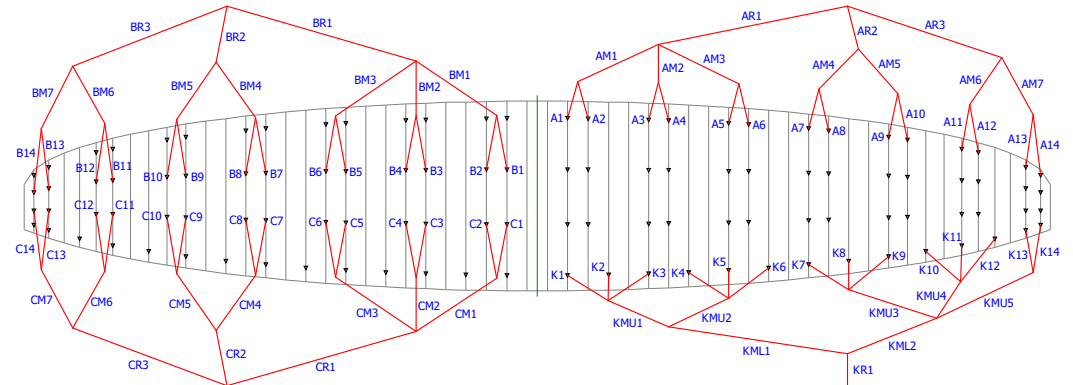 BR3
BR1
AR1
AR3
BR2
AR2
AM1
AM2
AM3
AM4
AM5
AM6
AM7
BM7
BM6
BM5
BM4
BM3
BM2
BM1
A1
A2
A3
A4
A5
A6
A7
A8
A9
A10
A11
A12
A13
A14
B14
B13
B12
B11
B10
B9
B8
B7
B6
B5
B4
B3
B2
B1
C14
C13
C12
C11
C10
C9
C8
C7
C6
C5
C4
C3
C2
C1
K1
K2
K3
K4
K5
K6
K7
K8
K9
K10
K11
K12
K13
K14
CM7
CM6
CM5
CM4
CM3
CM2
CM1
KMU1
KMU2
KMU3
KMU4
KMU5
CR3
CR2
CR1
KML1
KML2
KR1